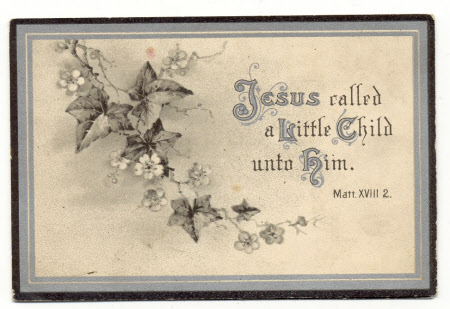 Jesus called
a Little Child
unto Him.
Matt. XVIII 2.